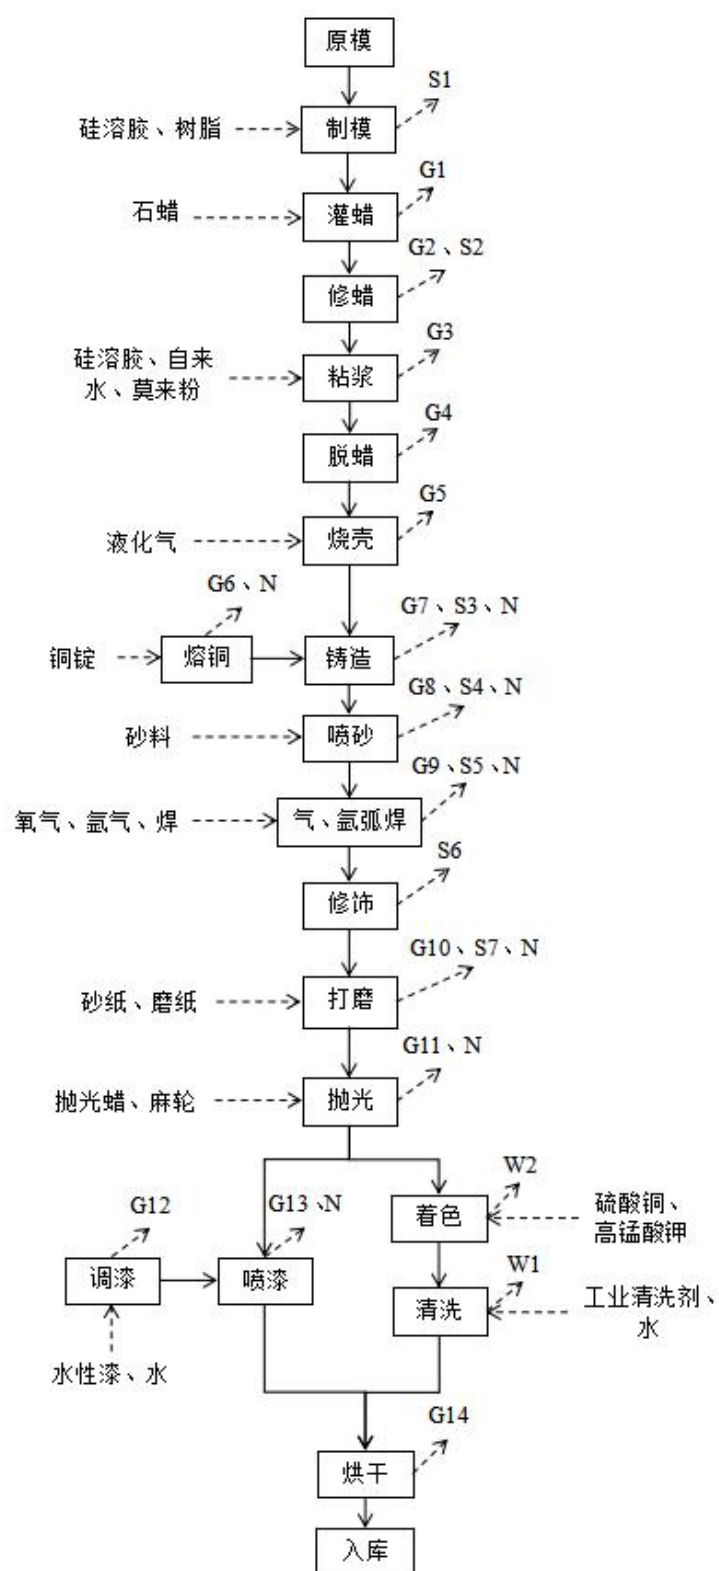 原模
S1
硅溶胶、树脂
制模
G1
石蜡
灌蜡
G2、S2
修蜡
G3
硅溶胶、自来
水、莫来粉
粘浆
G4
脱蜡
G5
液化气
烧壳
G6、N
G7、S3、N
铜锭
熔铜
铸造
G8、S4、N
砂料
喷砂
G9、S5、N
氧气、氩气、焊
气、氩弧焊
S6
修饰
G10、S7、N
砂纸、磨纸
打磨
G11、N
抛光蜡、麻轮
抛光
W2
G12
G13、N
着色
硫酸铜、
高锰酸钾
调漆
喷漆
W1
清洗
工业清洗剂、
水
水性漆、水
G14
烘干
入库